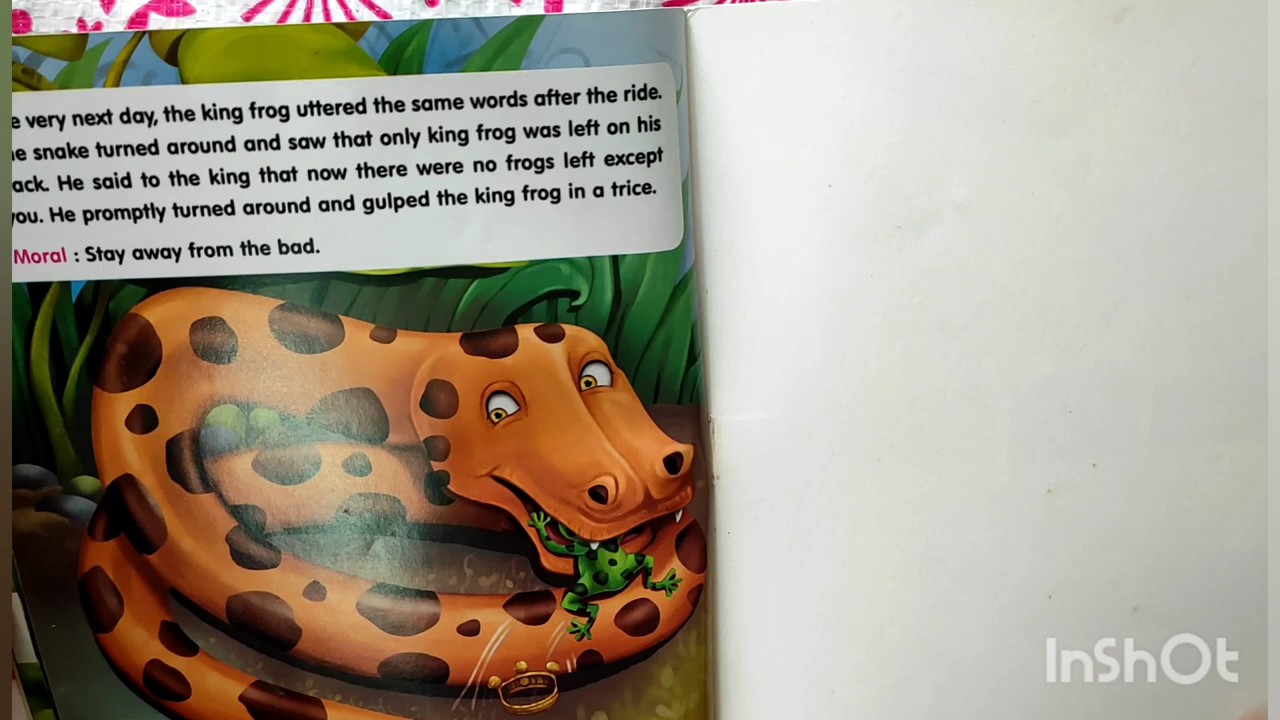 e very next day, the king frog uttered the same words after the ride.
e snake turned around and saw that only king frog was left on his
ack. He said to the king that now there were no frogs left except
you. He promptly turned around and gulped the king frog in a trice.
Moral : Stay away from the bad.
InShOt